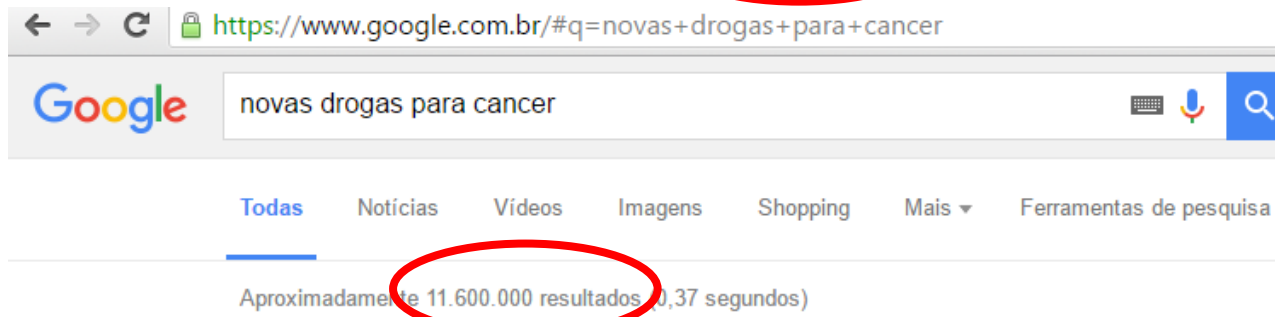 https://www.google.com.br/#q=novas+drogas+para+cancer
Google novas drogas para cancer
Todas Notícias Vídeos Imagens Shopping Mais Ferramentas de pesquisa
Aproximadamente 11.600.000 resultados (0,37 segundos)